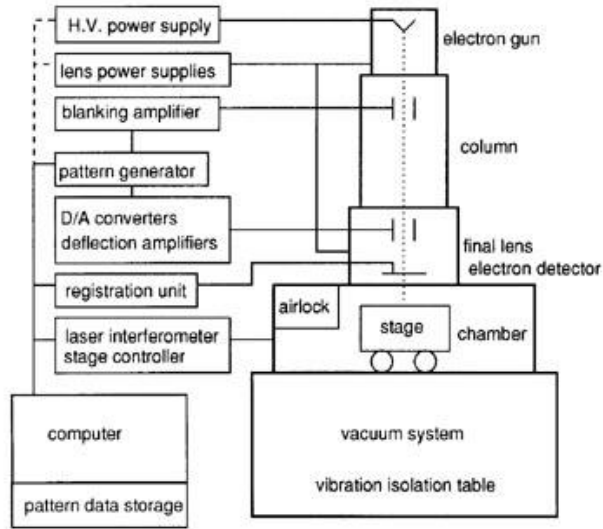 H.V. power supply
lens power supplies
blanking amplifier
pattern generator
D/A converters
deflection amplifiers
registration unit
laser interferometer
stage controller
computer
pattern data storage
electron gun
column
final lens
electron detector
airlock
stage
chamber
vacuum system
vibration isolation table